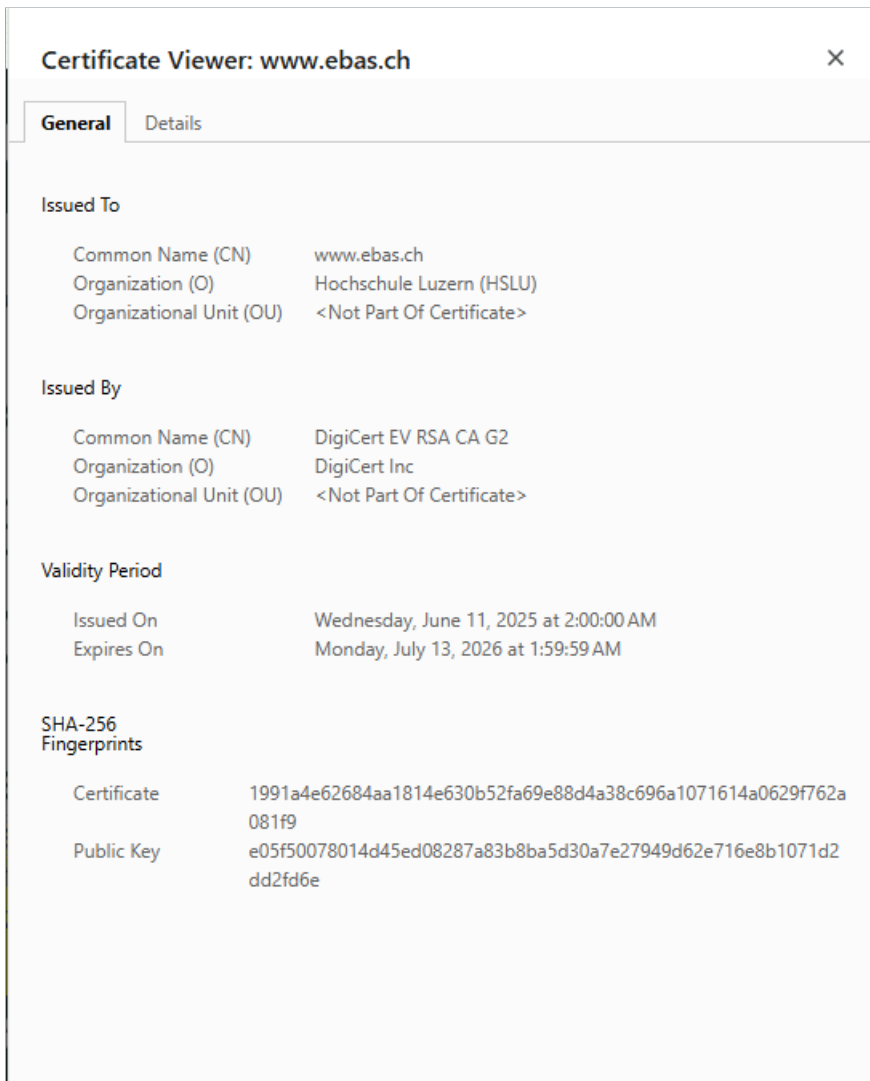 Certificate Viewer: www.ebas.ch
General Details
Issued To
Common Name (CN) www.ebas.ch
Organization (O) Hochschule Luzern (HSLU)
Organizational Unit (OU) <Not Part Of Certificate>
Issued By
Common Name (CN) DigiCert EV RSA CA G2
Organization (O) DigiCert Inc
Organizational Unit (OU) <Not Part Of Certificate>
Validity Period
Issued On Wednesday, June 11, 2025 at 2:00:00 AM
Expires On Monday, July 13, 2026 at 1:59:59 AM
SHA-256
Fingerprints
Certificate 1991a4e62684aa1814e630b52fa69e88d4a38c696a1071614a0629f762a
081f9
Public Key e05f50078014d45ed08287a83b8ba5d30a7e27949d62e716e8b1071d2
dd2fd6e